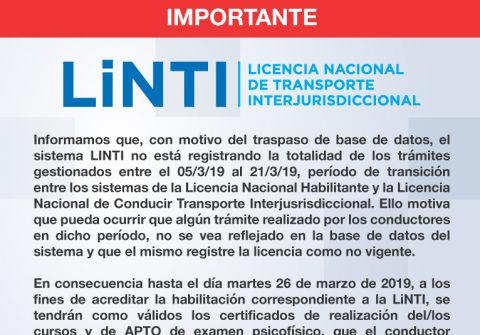 IMPORTANTE
LiNTI
LICENCIA NACIONAL
DE TRANSPORTE
INTERJURISDICCIONAL
Informamos que, con motivo del traspaso de base de datos, el
sistema LINTI no está registrando la totalidad de los trámites
gestionados entre el 05/3/19 al 21/3/19, período de transición
entre los sistemas de la Licencia Nacional Habilitante y la Licencia
Nacional de Conducir Transporte Interjusrisdiccional. Ello motiva
que pueda ocurrir que algún trámite realizado por los conductores
en dicho período, no se vea reflejado en la base de datos del
sistema y que el mismo registre la licencia como no vigente.
En consecuencia hasta el día martes 26 de marzo de 2019, a los
fines de acreditar la habilitación correspondiente a la LiNTI, se
tendrán como válidos los certificados de realización del/los
cursos y de APTO de examen psicofísico, que el conductor